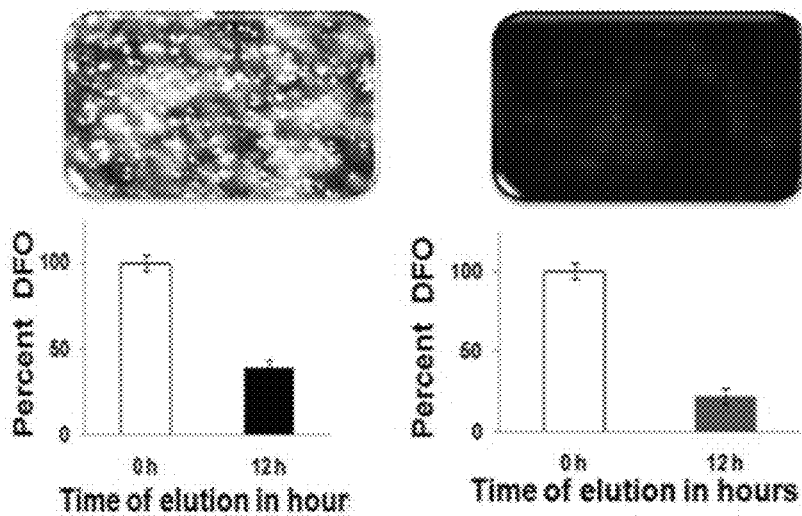 Percent DFO
100
50
0
0h
12h
Time of elution in hour
Percent DFO
100
50
0
0h
12h
Time of elution in hours